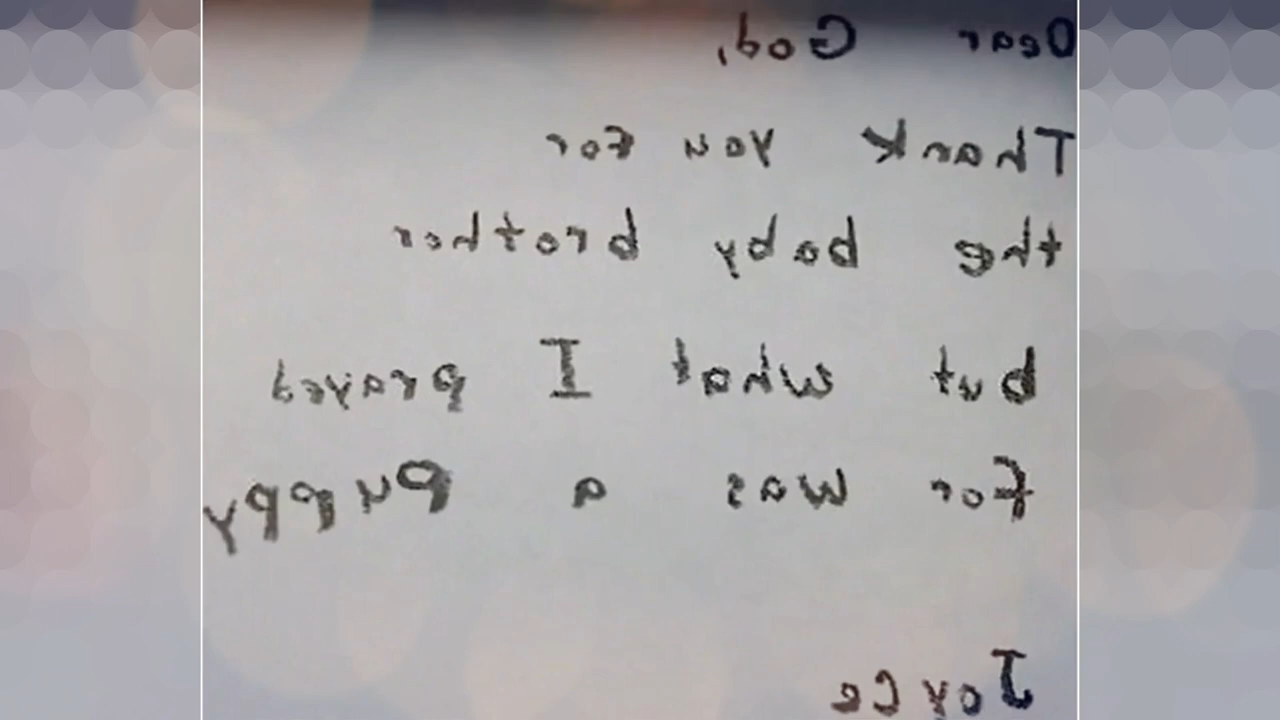 Dear God,
Thank you for
the baby brother
but what I prayed
for was a puppy
Joyce